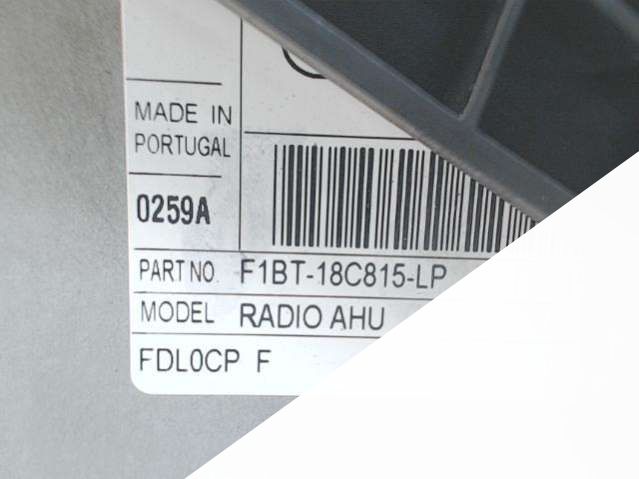 MADE IN
PORTUGAL
0259A
PART NO. F1BT-18C815-LP
MODEL RADIO AHU
FDL0CP F